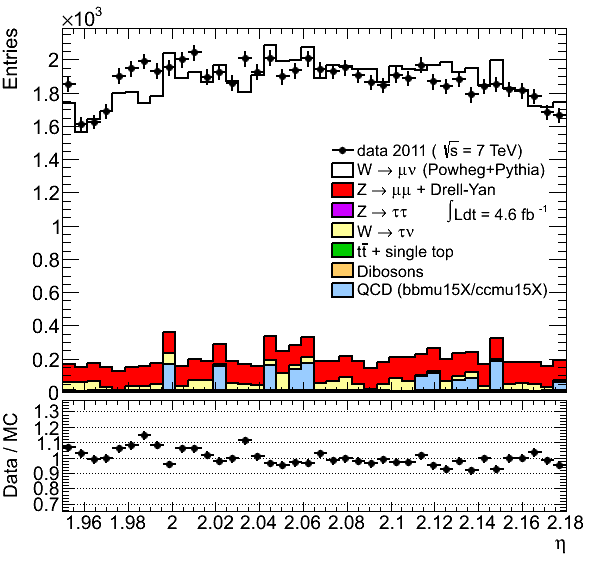 ×10³
Entries
2
1.8
1.6
1.4
1.2
1
0.8
0.6
0.4
0.2
0
data 2011 ( √s = 7 TeV)
W → μν (Powheg+Pythia)
Z → μμ + Drell-Yan
Z → ττ
∫Ldt = 4.6 fb⁻¹
W → τν
tt̄ + single top
Dibosons
QCD (bbmu15X/ccmu15X)
Data / MC
1.3
1.2
1.1
1
0.9
0.8
0.7
1.96 1.98 2 2.02 2.04 2.06 2.08 2.1 2.12 2.14 2.16 2.18
η